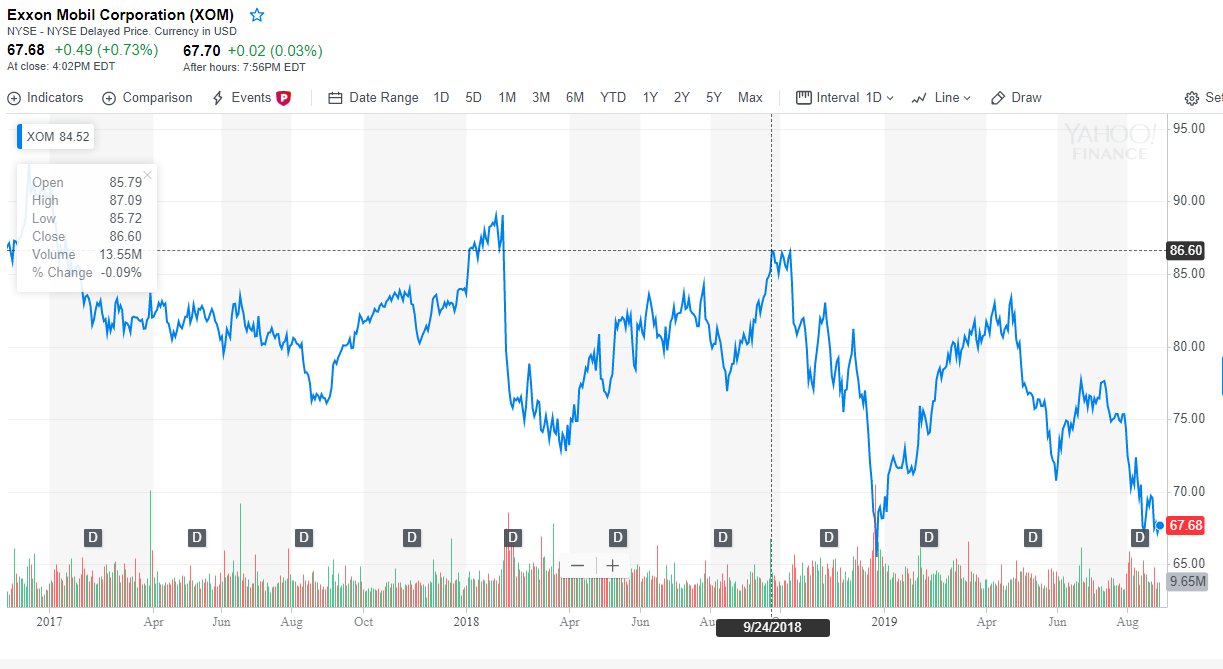 Exxon Mobil Corporation (XOM)
NYSE - NYSE Delayed Price. Currency in USD
67.68 +0.49 (+0.73%) 67.70 +0.02 (0.03%)
At close: 4:02PM EDT After hours: 7:56PM EDT
Indicators Comparison Events P Date Range 1D 5D 1M 3M 6M YTD 1Y 2Y 5Y Max Interval 1D Line Draw
XOM 84.52
YAHOO!
FINANCE
Open 85.79
High 87.09
Low 85.72
Close 86.60
Volume 13.55M
% Change -0.09%
95.00
90.00
86.60
85.00
80.00
75.00
70.00
67.68
65.00
9.65M
D D D D D D D D D D D
2017 Apr Jun Aug Oct 2018 Apr Jun 9/24/2018 2019 Apr Jun Aug